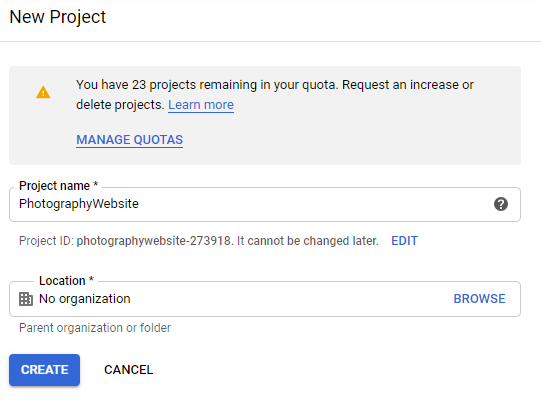 New Project
You have 23 projects remaining in your quota. Request an increase or
delete projects. Learn more
MANAGE QUOTAS
Project name *
PhotographyWebsite
Project ID: photographywebsite-273918. It cannot be changed later. EDIT
Location *
No organization BROWSE
Parent organization or folder
CREATE CANCEL